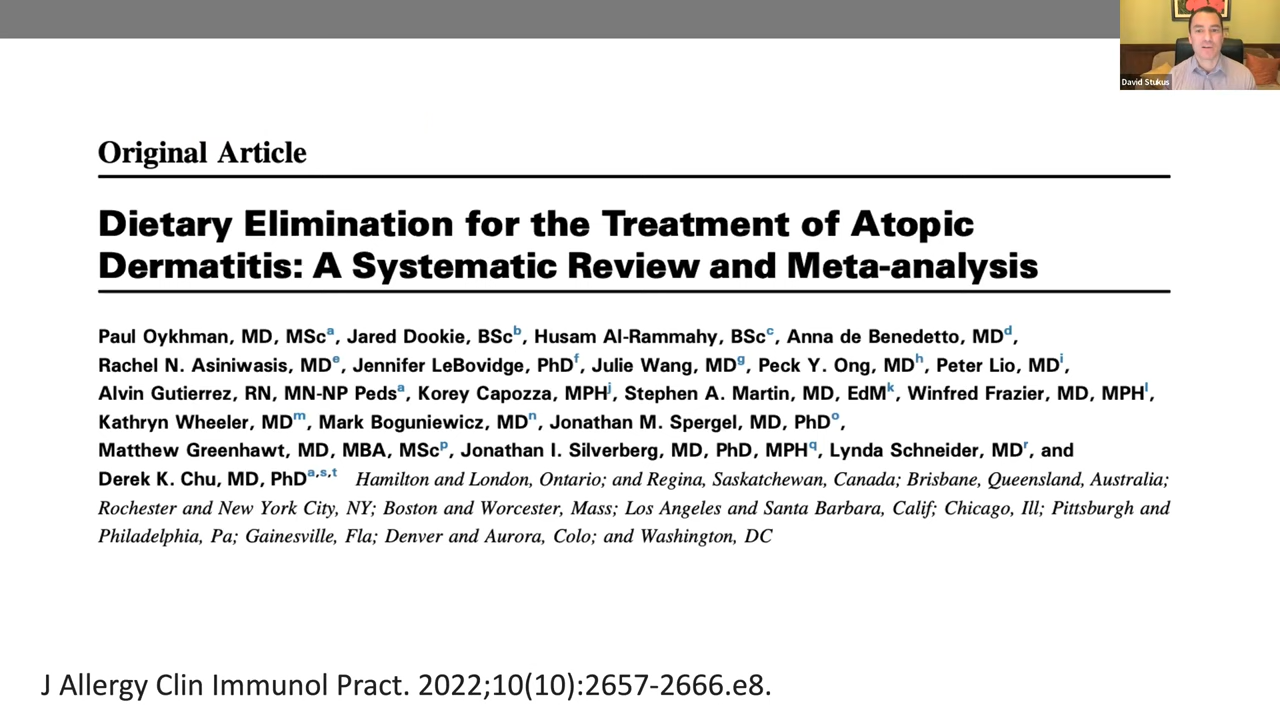 David Stukus
Original Article
Dietary Elimination for the Treatment of Atopic
Dermatitis: A Systematic Review and Meta-analysis
Paul Oykhman, MD, MScᵃ, Jared Dookie, BScᵇ, Husam Al-Rammahy, BScᶜ, Anna de Benedetto, MDᵈ,
Rachel N. Asiniwasis, MDᵉ, Jennifer LeBovidge, PhDᶠ, Julie Wang, MDᵍ, Peck Y. Ong, MDʰ, Peter Lio, MDⁱ,
Alvin Gutierrez, RN, MN-NP Pedsᵃ, Korey Capozza, MPHʲ, Stephen A. Martin, MD, EdMᵏ, Winfred Frazier, MD, MPHˡ,
Kathryn Wheeler, MDᵐ, Mark Boguniewicz, MDⁿ, Jonathan M. Spergel, MD, PhDᵒ,
Matthew Greenhawt, MD, MBA, MScᵖ, Jonathan I. Silverberg, MD, PhD, MPH^q, Lynda Schneider, MDʳ, and
Derek K. Chu, MD, PhDᵃ,ˢ,ᵗ Hamilton and London, Ontario; and Regina, Saskatchewan, Canada; Brisbane, Queensland, Australia;
Rochester and New York City, NY; Boston and Worcester, Mass; Los Angeles and Santa Barbara, Calif; Chicago, Ill; Pittsburgh and
Philadelphia, Pa; Gainesville, Fla; Denver and Aurora, Colo; and Washington, DC
J Allergy Clin Immunol Pract. 2022;10(10):2657-2666.e8.